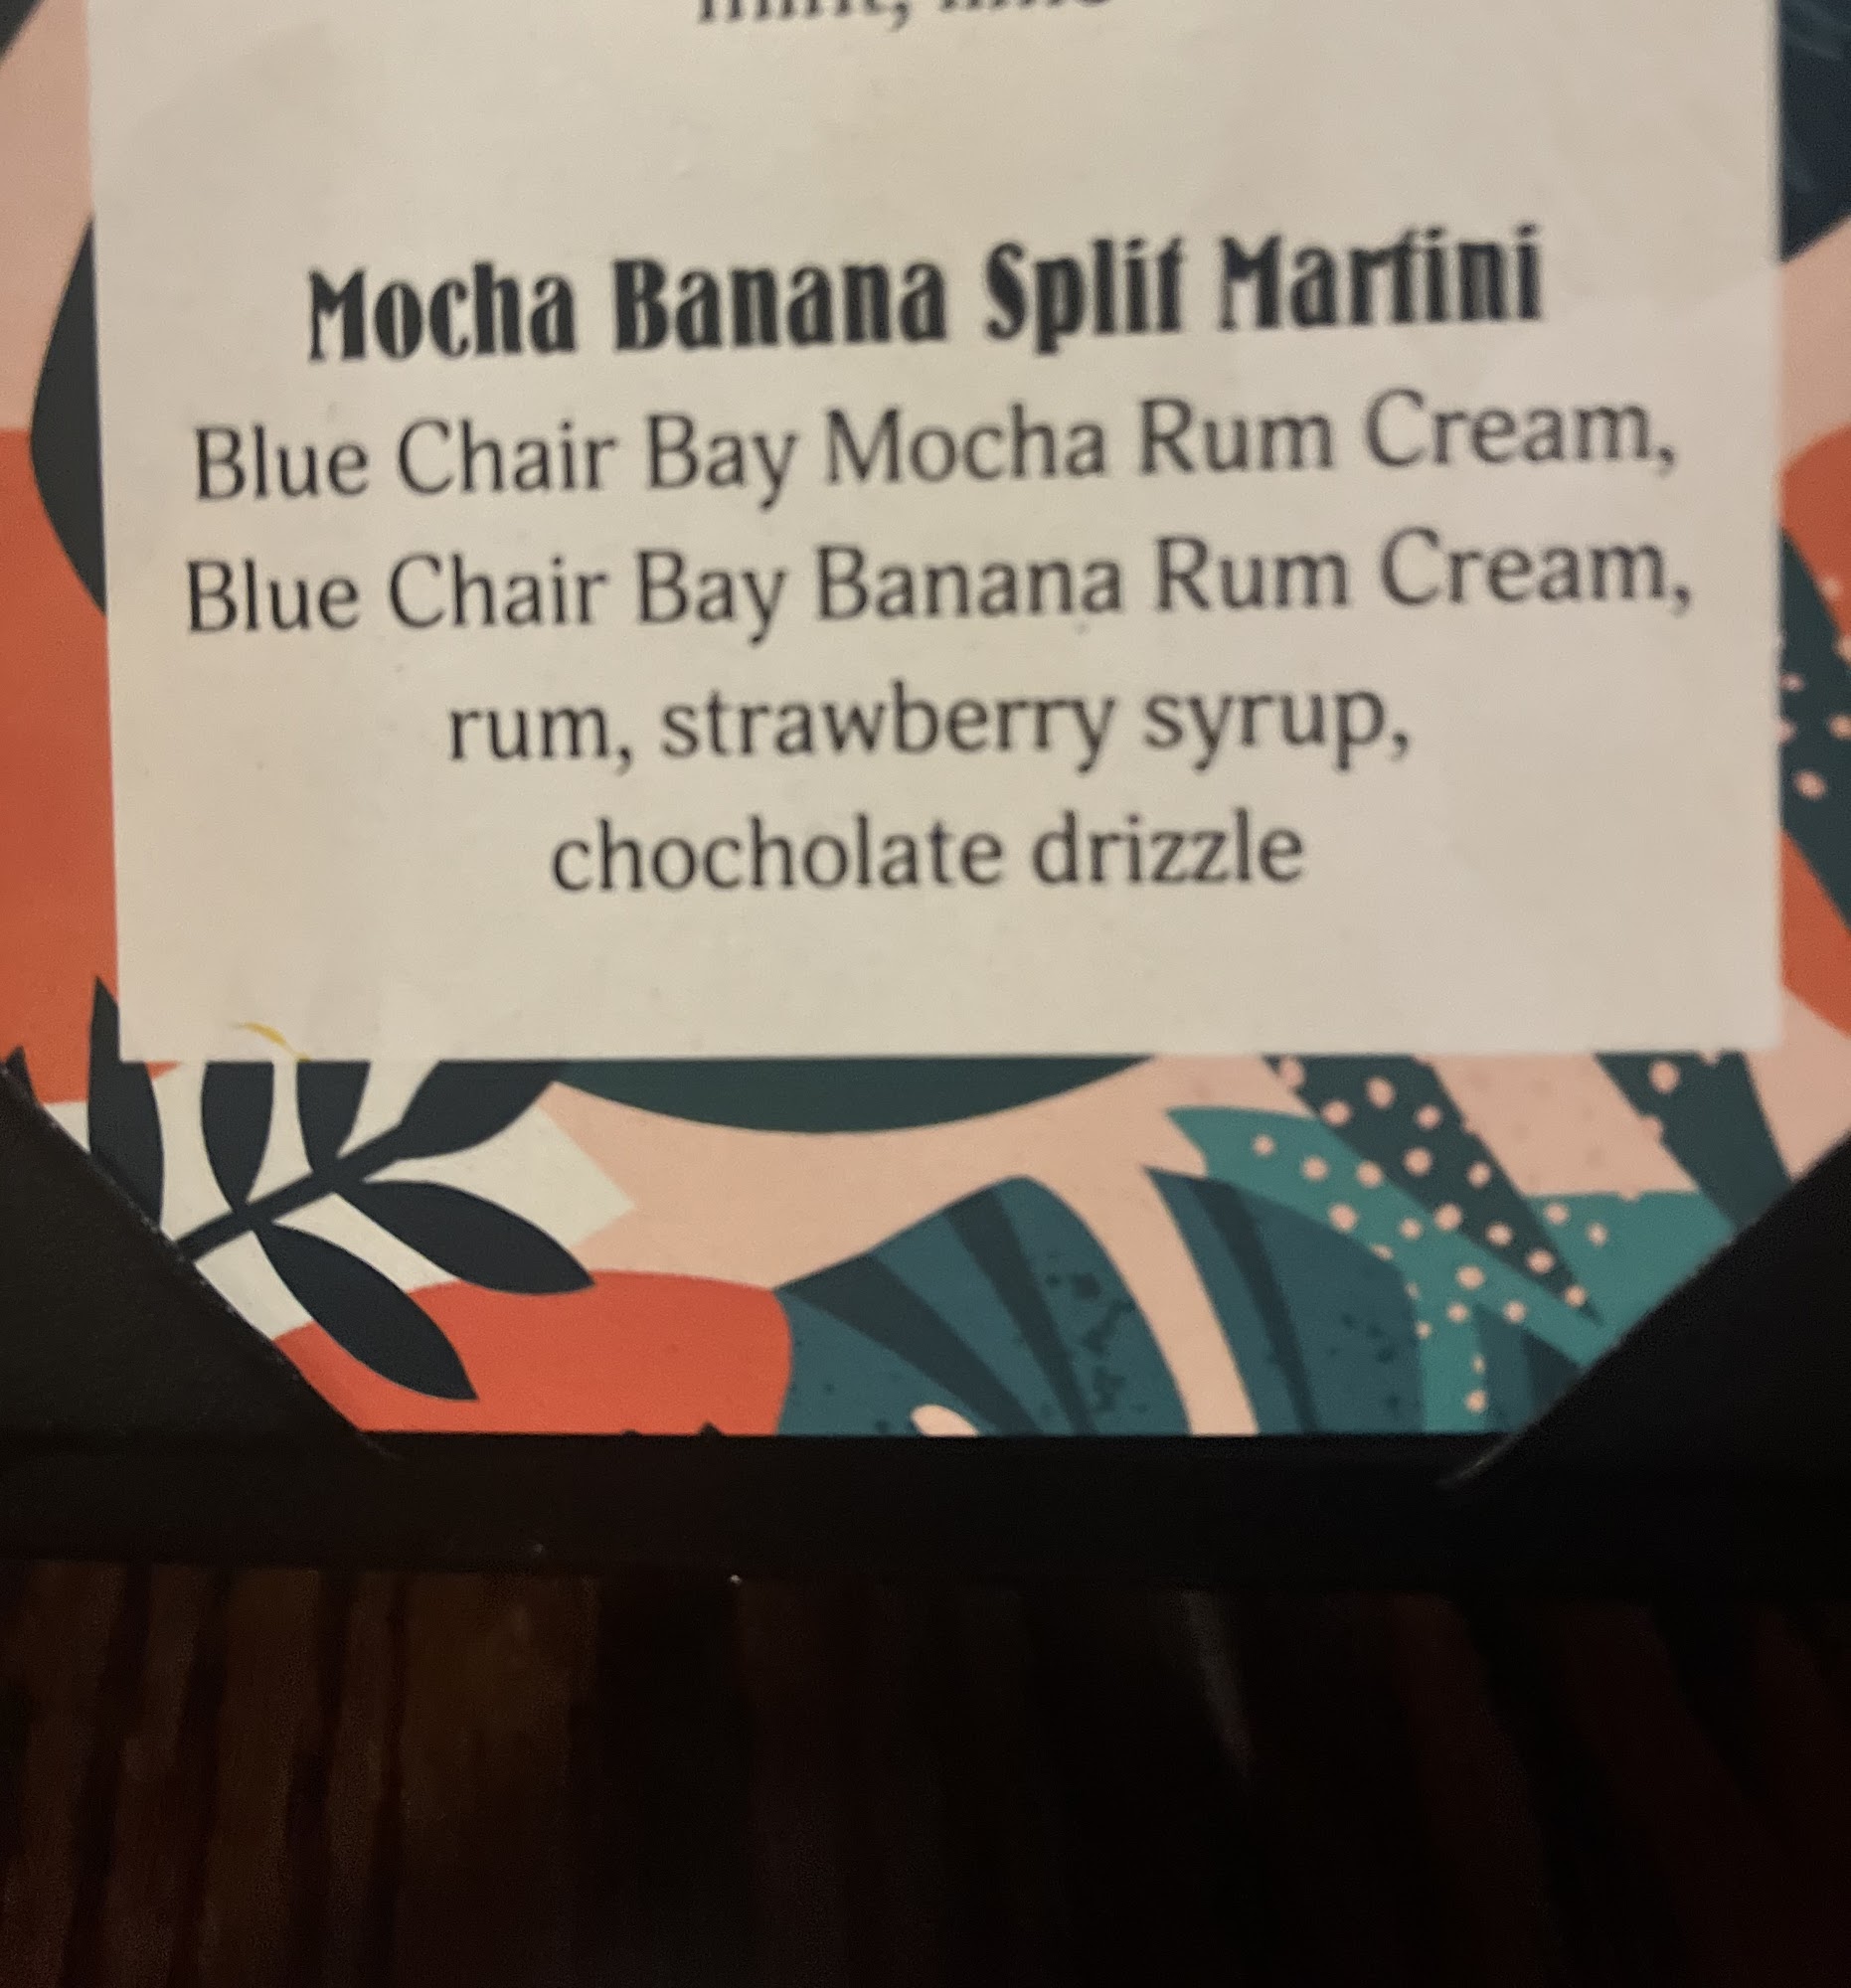 Mocha Banana Split Martini
Blue Chair Bay Mocha Rum Cream,
Blue Chair Bay Banana Rum Cream,
rum, strawberry syrup,
chocholate drizzle